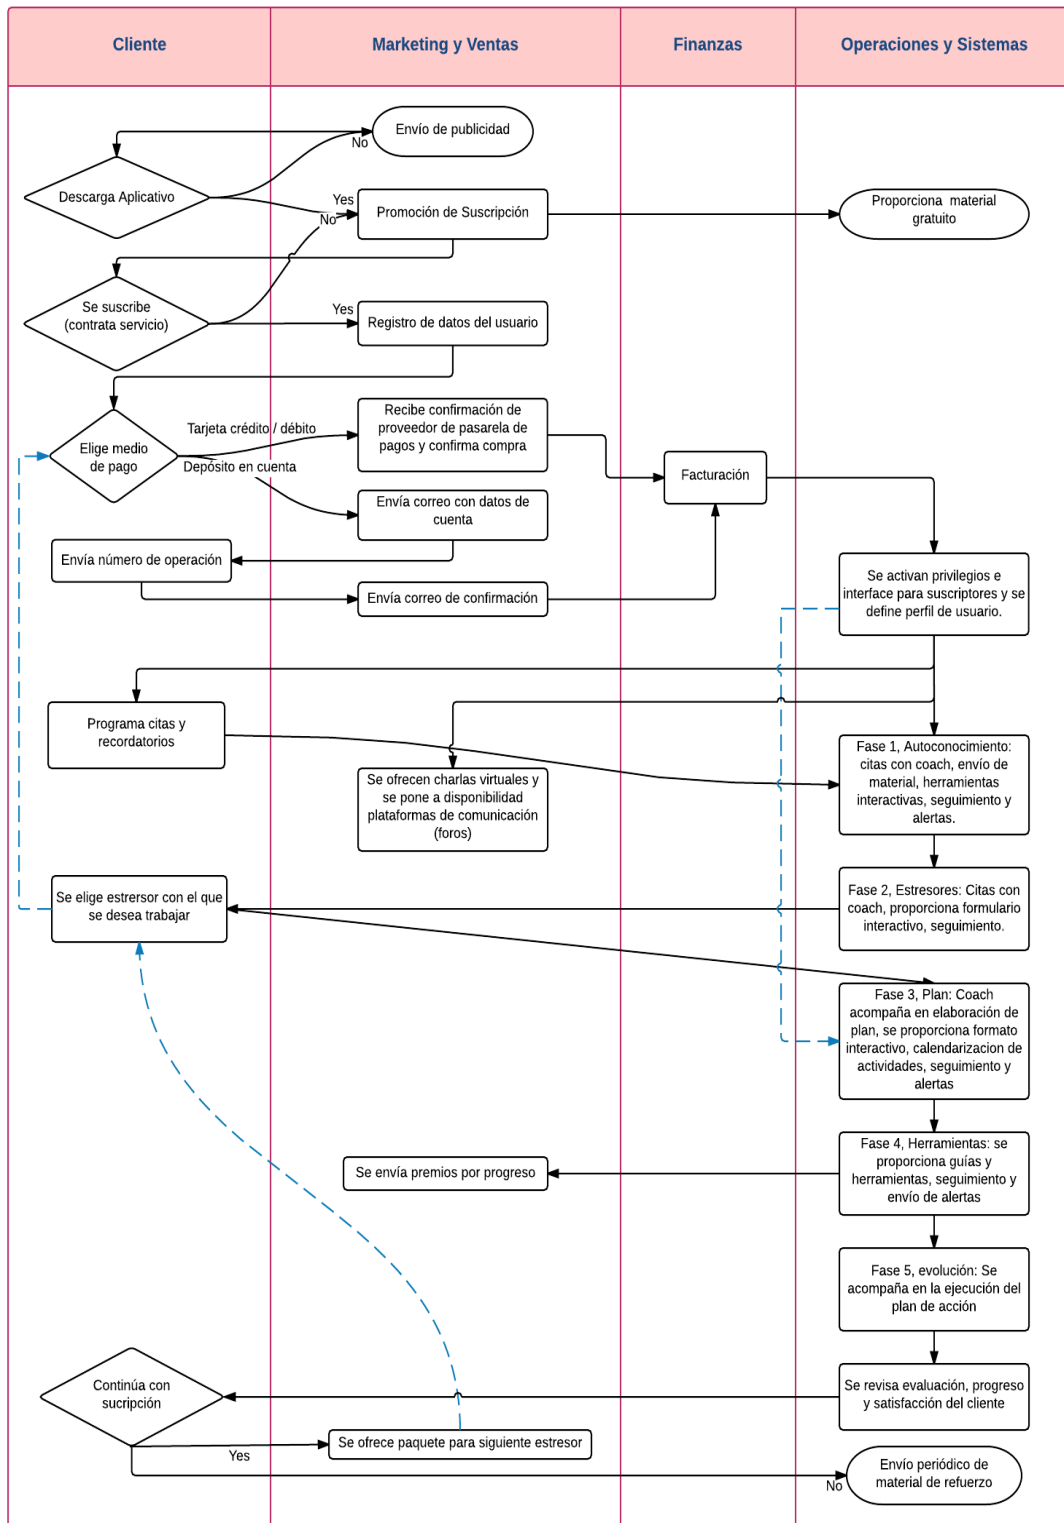 Cliente
Marketing y Ventas
Finanzas
Operaciones y Sistemas
Envío de publicidad
No
Descarga Aplicativo
Yes
No
Promoción de Suscripción
Proporciona material
gratuito
Se suscribe
(contrata servicio)
Yes
Registro de datos del usuario
Elige medio
de pago
Tarjeta crédito / débito
Depósito en cuenta
Recibe confirmación de
proveedor de pasarela de
pagos y confirma compra
Facturación
Envía correo con datos de
cuenta
Envía número de operación
Envía correo de confirmación
Se activan privilegios e
interface para suscriptores y se
define perfil de usuario.
Programa citas y
recordatorios
Se ofrecen charlas virtuales y
se pone a disponibilidad
plataformas de comunicación
(foros)
Fase 1, Autoconocimiento:
citas con coach, envío de
material, herramientas
interactivas, seguimiento y
alertas.
Se elige estrersor con el que
se desea trabajar
Fase 2, Estresores: Citas con
coach, proporciona formulario
interactivo, seguimiento.
Fase 3, Plan: Coach
acompaña en elaboración de
plan, se proporciona formato
interactivo, calendarizacion de
actividades, seguimiento y
alertas
Se envía premios por progreso
Fase 4, Herramientas: se
proporciona guías y
herramientas, seguimiento y
envío de alertas
Fase 5, evolución: Se
acompaña en la ejecución del
plan de acción
Continúa con
sucripción
Se revisa evaluación, progreso
y satisfacción del cliente
Yes
Se ofrece paquete para siguiente estresor
No
Envío periódico de
material de refuerzo